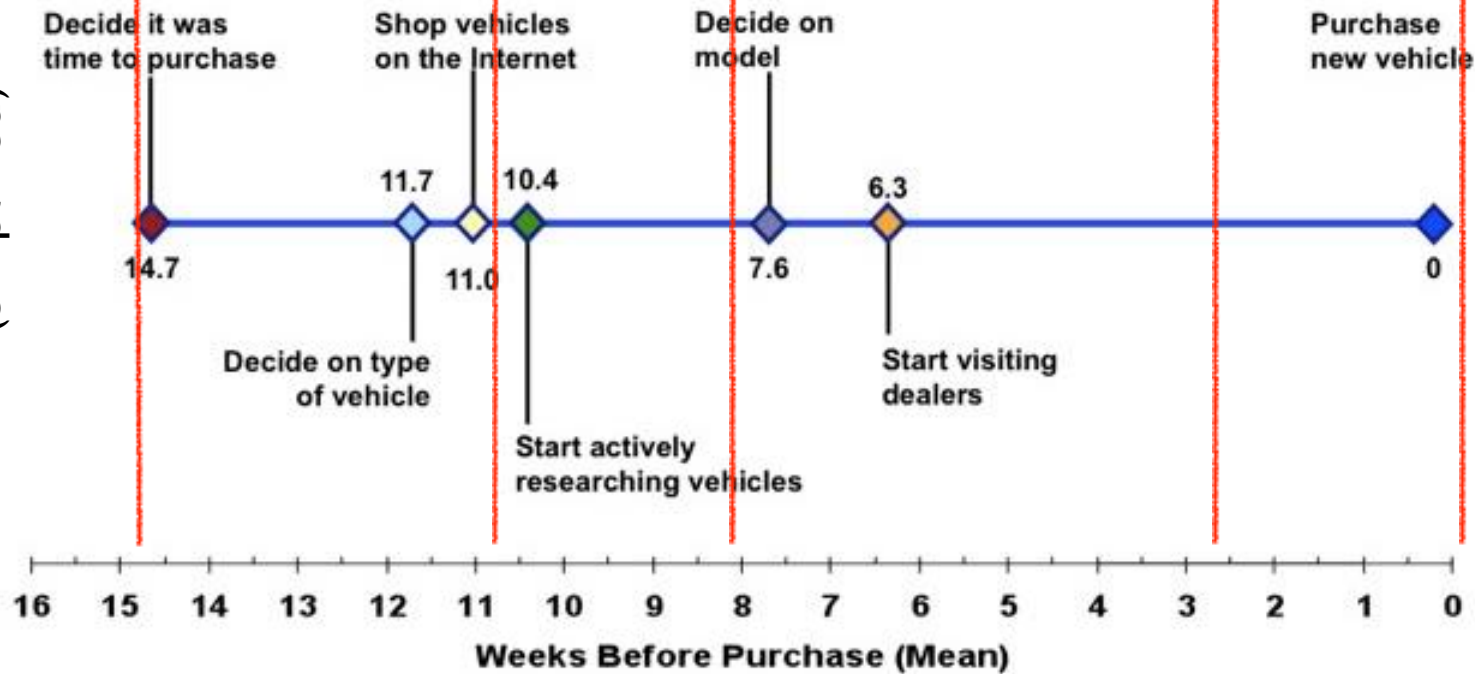 Decide it was
time to purchase
Shop vehicles
on the Internet
Decide on
model
Purchase
new vehicle
11.7
10.4
6.3
14.7
11.0
7.6
0
Decide on type
of vehicle
Start visiting
dealers
Start actively
researching vehicles
16 15 14 13 12 11 10 9 8 7 6 5 4 3 2 1 0
Weeks Before Purchase (Mean)